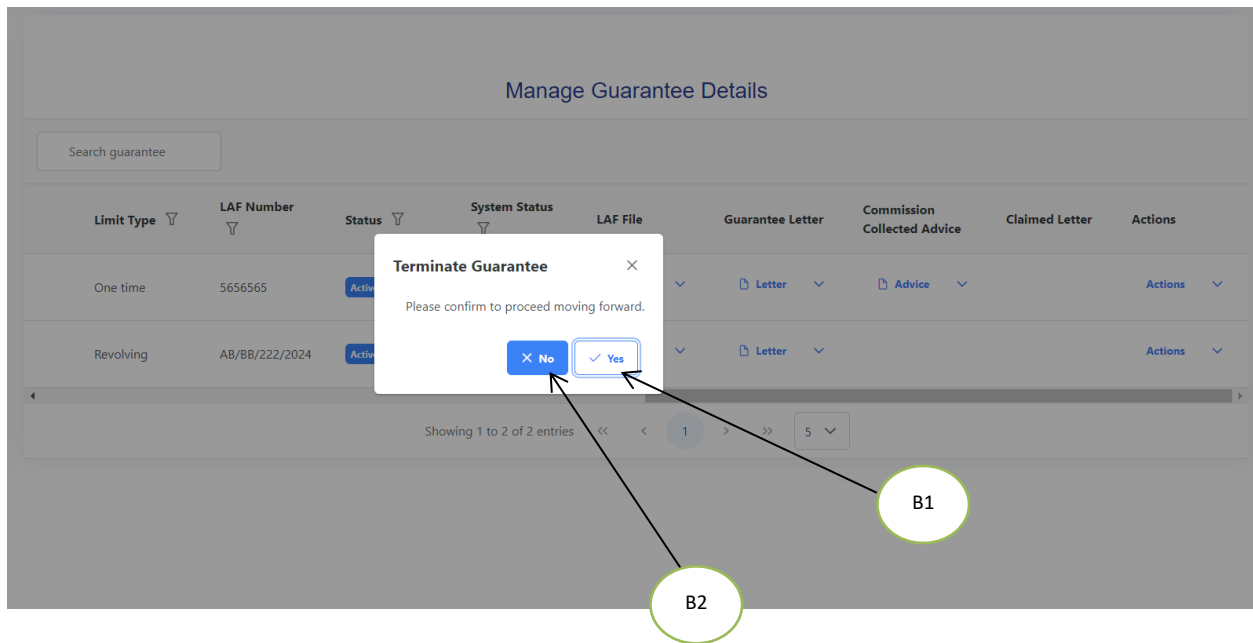 Manage Guarantee Details
Search guarantee
Limit Type
LAF Number
Status
System Status
LAF File
Guarantee Letter
Commission
Collected Advice
Claimed Letter
Actions
Terminate Guarantee
Please confirm to proceed moving forward.
No
Yes
One time
5656565
Letter
Advice
Actions
Revolving
AB/BB/222/2024
Letter
Actions
Showing 1 to 2 of 2 entries
1
5
B1
B2